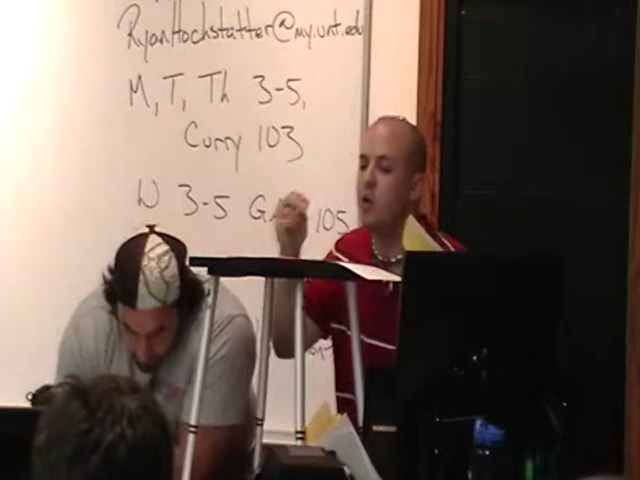 RyanHochstatter@my.unt.edu
M, T, Th 3-5,
Curry 103
W 3-5 G 105